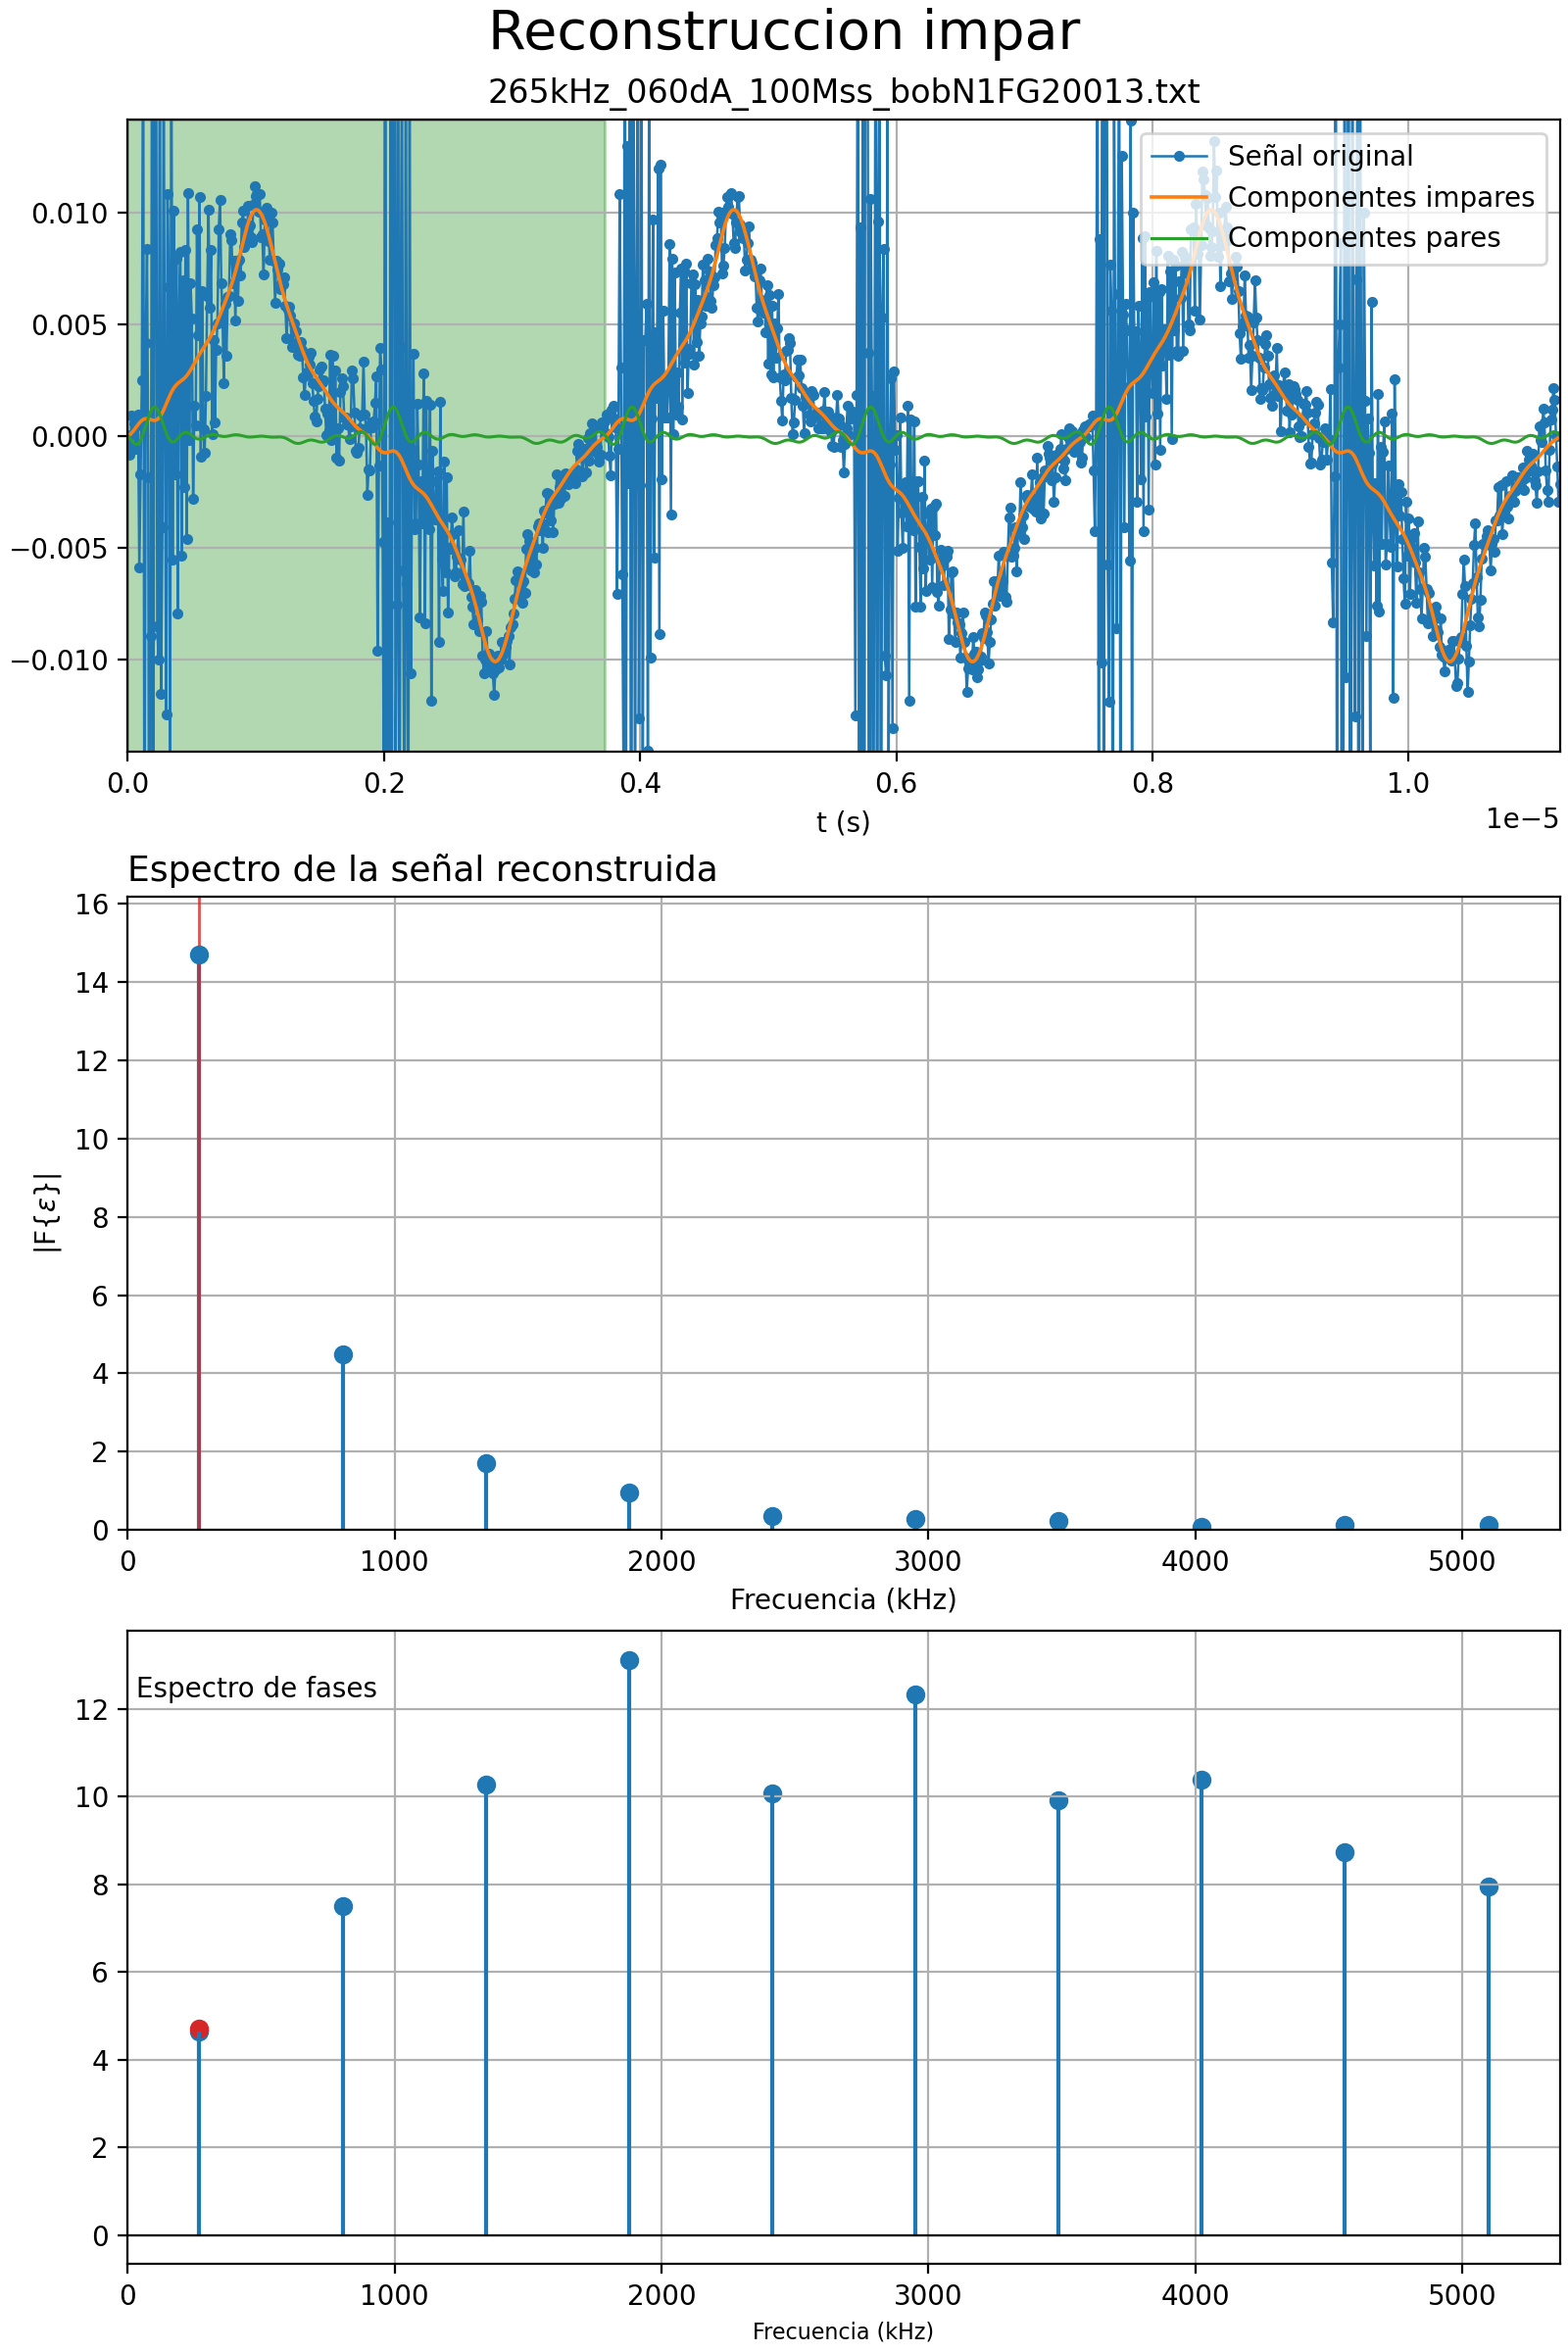 Reconstruccion impar
265kHz_060dA_100Mss_bobN1FG20013.txt
Señal original
Componentes impares
Componentes pares
0.010
0.005
0.000
−0.005
−0.010
0.0 0.2 0.4 0.6 0.8 1.0
t (s)
1e−5
Espectro de la señal reconstruida
16
14
12
10
8
6
4
2
0
|F{ε}|
0 1000 2000 3000 4000 5000
Frecuencia (kHz)
Espectro de fases
12
10
8
6
4
2
0
0 1000 2000 3000 4000 5000
Frecuencia (kHz)